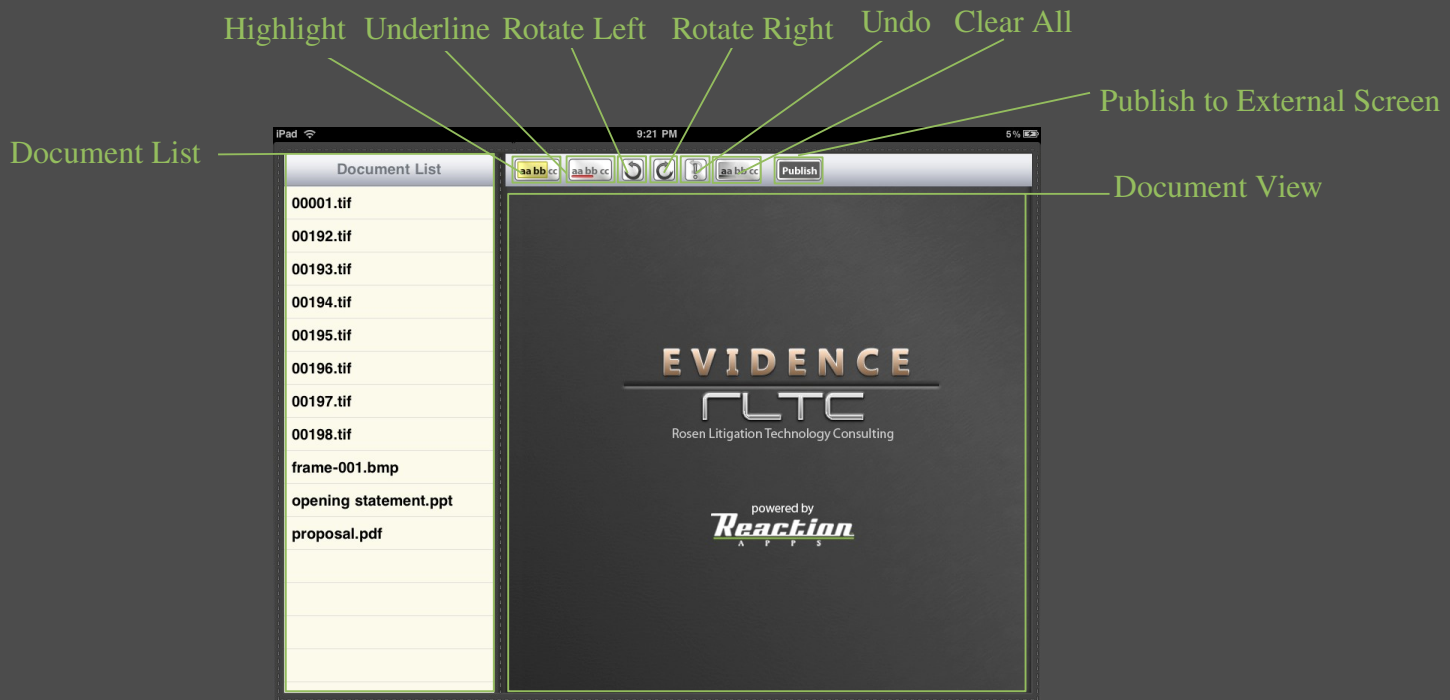 Highlight Underline Rotate Left Rotate Right Undo Clear All
Publish to External Screen
Document List
Document View
iPad 9:21 PM 5%
Document List
aa bb cc aa bb cc aa bb cc Publish
00001.tif
00192.tif
00193.tif
00194.tif
00195.tif
00196.tif
00197.tif
00198.tif
frame-001.bmp
opening statement.ppt
proposal.pdf
EVIDENCE
RLTC
Rosen Litigation Technology Consulting
powered by
Reaction
APPS